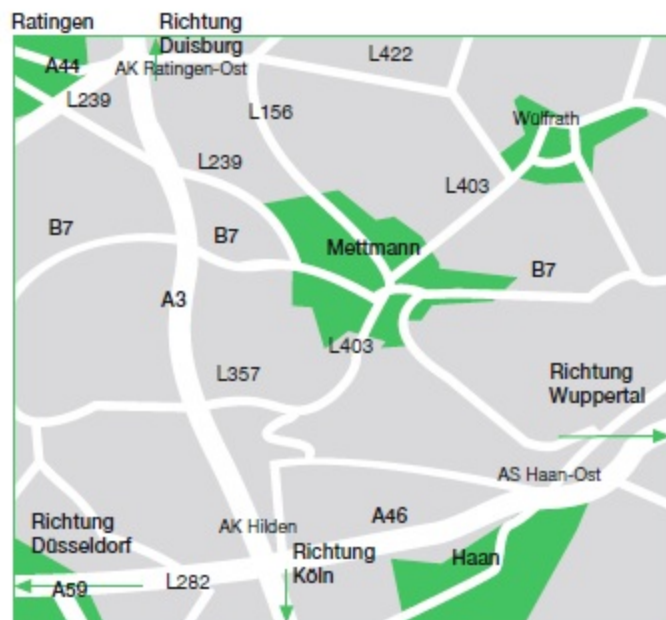 Ratingen
Richtung
Duisburg
A44
AK Ratingen-Ost
L422
L239
L156
Wülfrath
L239
L403
B7
B7
Mettmann
B7
A3
L403
L357
Richtung
Wuppertal
AS Haan-Ost
Richtung
Düsseldorf
AK Hilden
A46
Richtung
Köln
Haan
A59
L282